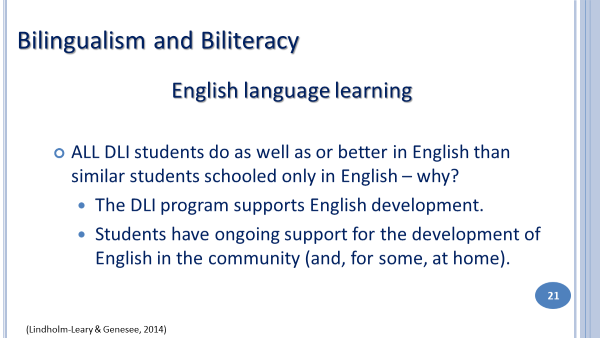 Bilingualism and Biliteracy
English language learning
ALL DLI students do as well as or better in English than
similar students schooled only in English – why?
The DLI program supports English development.
Students have ongoing support for the development of
English in the community (and, for some, at home).
21
(Lindholm-Leary & Genesee, 2014)